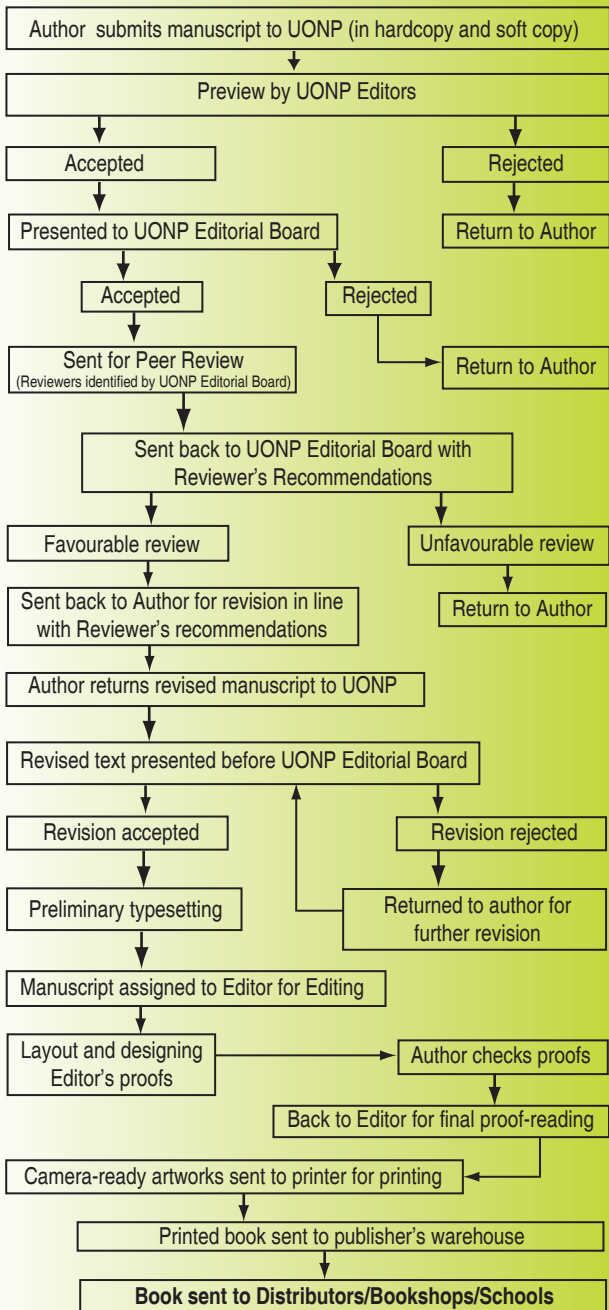 Author submits manuscript to UONP (in hardcopy and soft copy)
Preview by UONP Editors
Accepted
Rejected
Presented to UONP Editorial Board
Return to Author
Accepted
Rejected
Sent for Peer Review
(Reviewers identified by UONP Editorial Board)
Return to Author
Sent back to UONP Editorial Board with
Reviewer's Recommendations
Favourable review
Unfavourable review
Sent back to Author for revision in line
with Reviewer's recommendations
Return to Author
Author returns revised manuscript to UONP
Revised text presented before UONP Editorial Board
Revision accepted
Revision rejected
Preliminary typesetting
Returned to author for
further revision
Manuscript assigned to Editor for Editing
Layout and designing
Editor's proofs
Author checks proofs
Back to Editor for final proof-reading
Camera-ready artworks sent to printer for printing
Printed book sent to publisher's warehouse
Book sent to Distributors/Bookshops/Schools